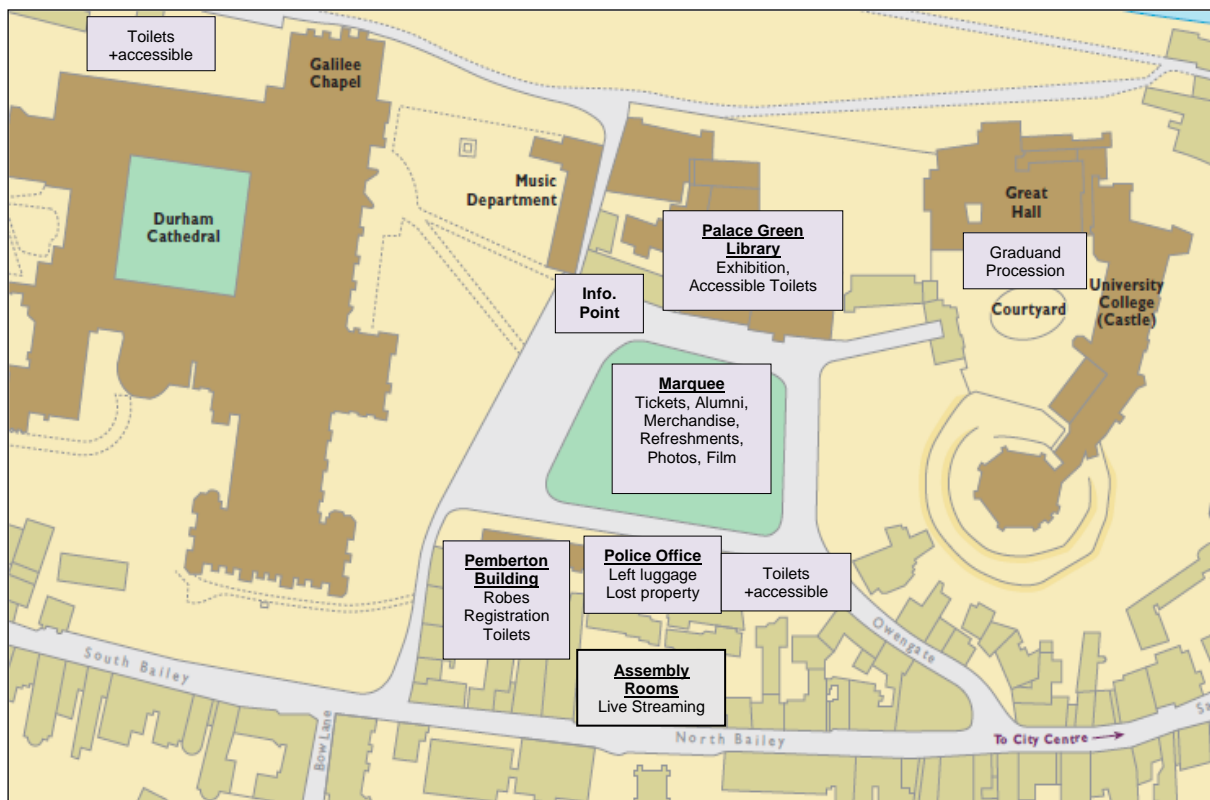 Toilets
+accessible
Galilee
Chapel
Durham
Cathedral
Music
Department
Info.
Point
Palace Green
Library
Exhibition,
Accessible Toilets
Great
Hall
Graduand
Procession
University
College
(Castle)
Courtyard
Marquee
Tickets, Alumni,
Merchandise,
Refreshments,
Photos, Film
Pemberton
Building
Robes
Registration
Toilets
Police Office
Left luggage
Lost property
Toilets
+accessible
Owengate
Assembly
Rooms
Live Streaming
South Bailey
Bow Lane
North Bailey
To City Centre